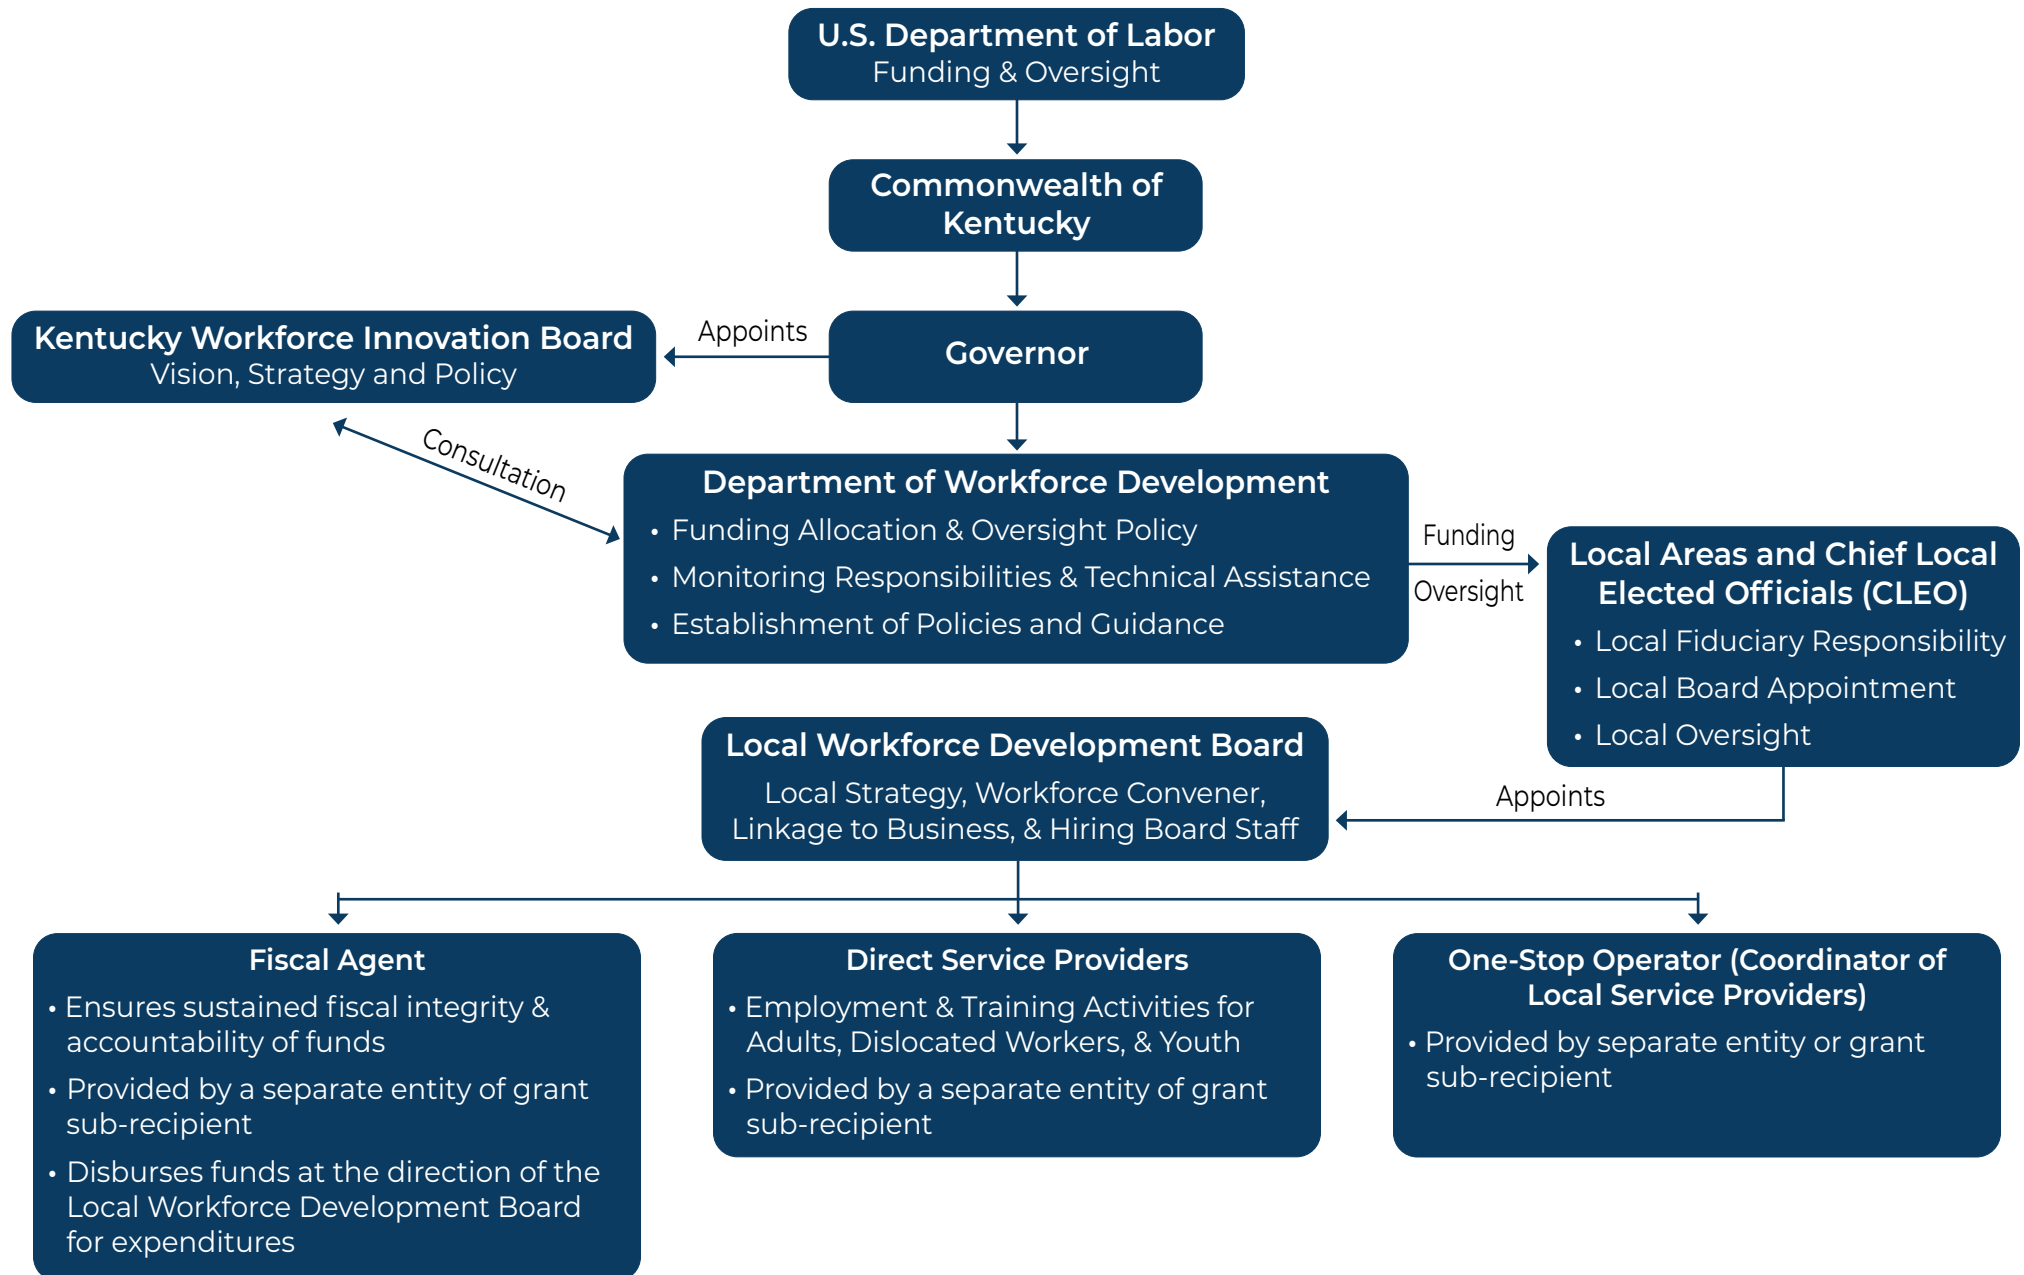 U.S. Department of Labor
Funding & Oversight
Commonwealth of
Kentucky
Kentucky Workforce Innovation Board
Vision, Strategy and Policy
Appoints
Governor
Consultation
Department of Workforce Development
• Funding Allocation & Oversight Policy
• Monitoring Responsibilities & Technical Assistance
• Establishment of Policies and Guidance
Funding
Oversight
Local Areas and Chief Local
Elected Officials (CLEO)
• Local Fiduciary Responsibility
• Local Board Appointment
• Local Oversight
Appoints
Local Workforce Development Board
Local Strategy, Workforce Convener,
Linkage to Business, & Hiring Board Staff
Fiscal Agent
• Ensures sustained fiscal integrity &
accountability of funds
• Provided by a separate entity of grant
sub-recipient
• Disburses funds at the direction of the
Local Workforce Development Board
for expenditures
Direct Service Providers
• Employment & Training Activities for
Adults, Dislocated Workers, & Youth
• Provided by a separate entity of grant
sub-recipient
One-Stop Operator (Coordinator of
Local Service Providers)
• Provided by separate entity or grant
sub-recipient